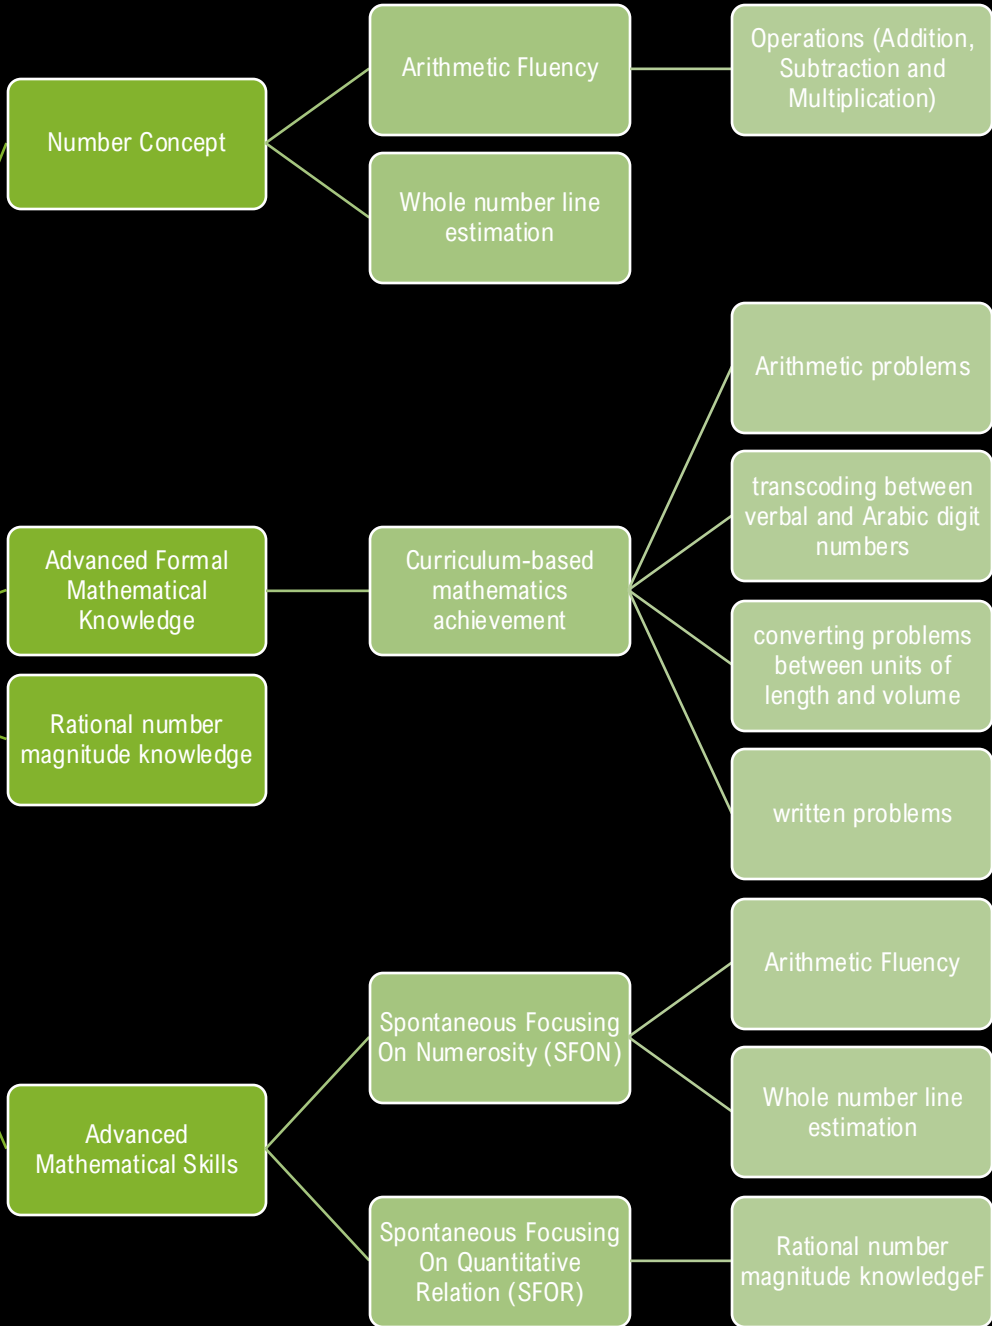 Number Concept
Arithmetic Fluency
Operations (Addition,
Subtraction and
Multiplication)
Whole number line
estimation
Advanced Formal
Mathematical
Knowledge
Curriculum-based
mathematics
achievement
Arithmetic problems
transcoding between
verbal and Arabic digit
numbers
converting problems
between units of
length and volume
written problems
Rational number
magnitude knowledge
Advanced
Mathematical Skills
Spontaneous Focusing
On Numerosity (SFON)
Arithmetic Fluency
Whole number line
estimation
Spontaneous Focusing
On Quantitative
Relation (SFOR)
Rational number
magnitude knowledgeF